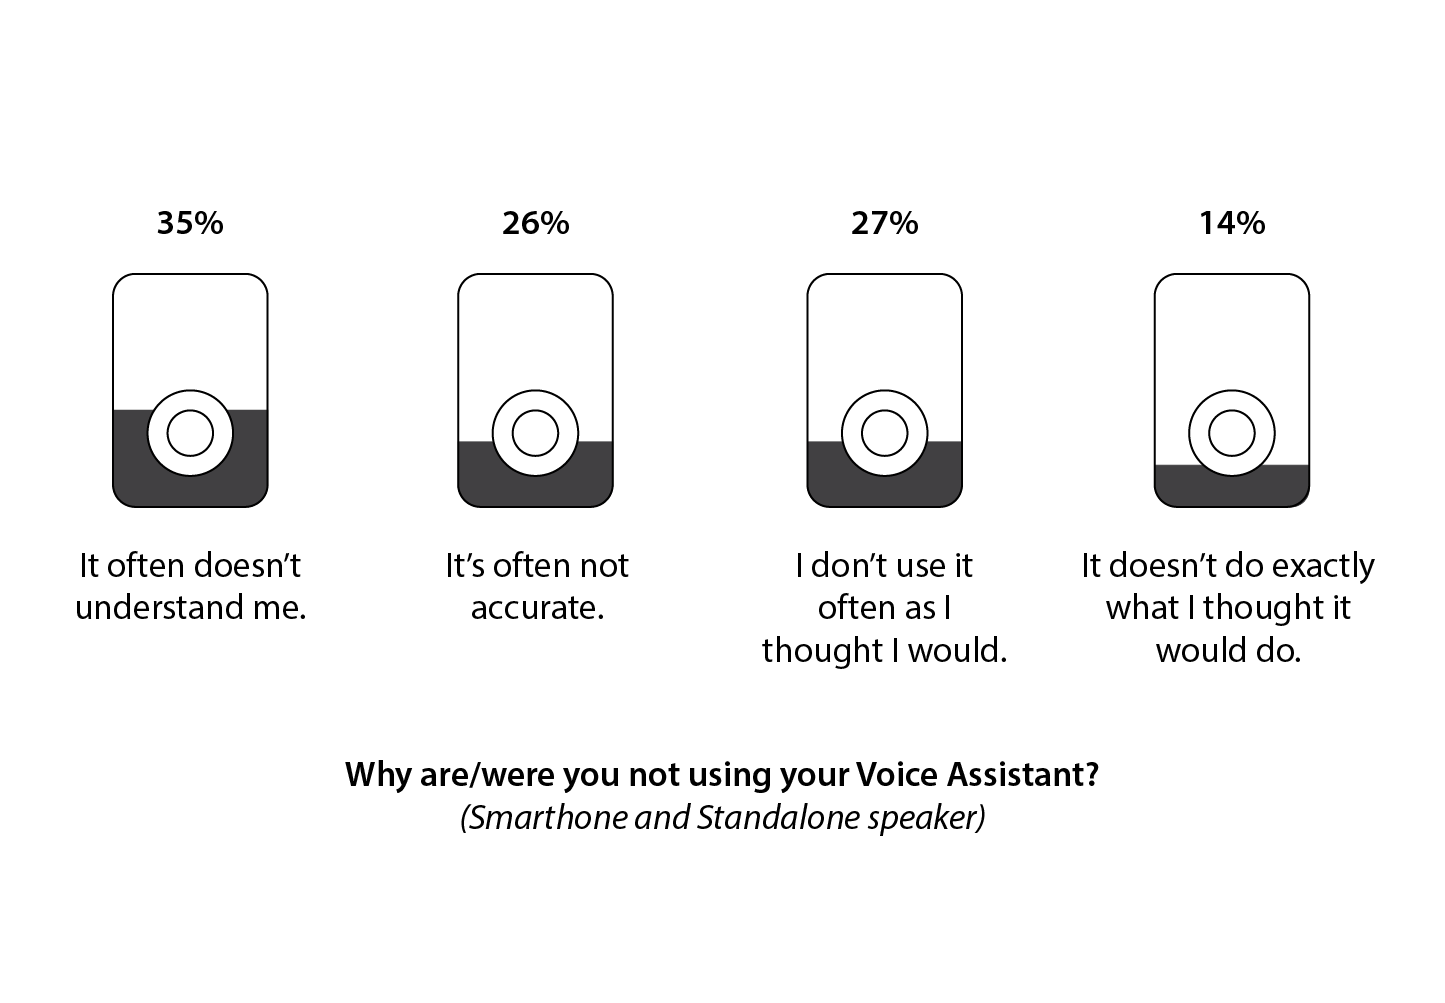 35%
26%
27%
14%
It often doesn’t
understand me.
It’s often not
accurate.
I don’t use it
often as I
thought I would.
It doesn’t do exactly
what I thought it
would do.
Why are/were you not using your Voice Assistant?
(Smarthone and Standalone speaker)